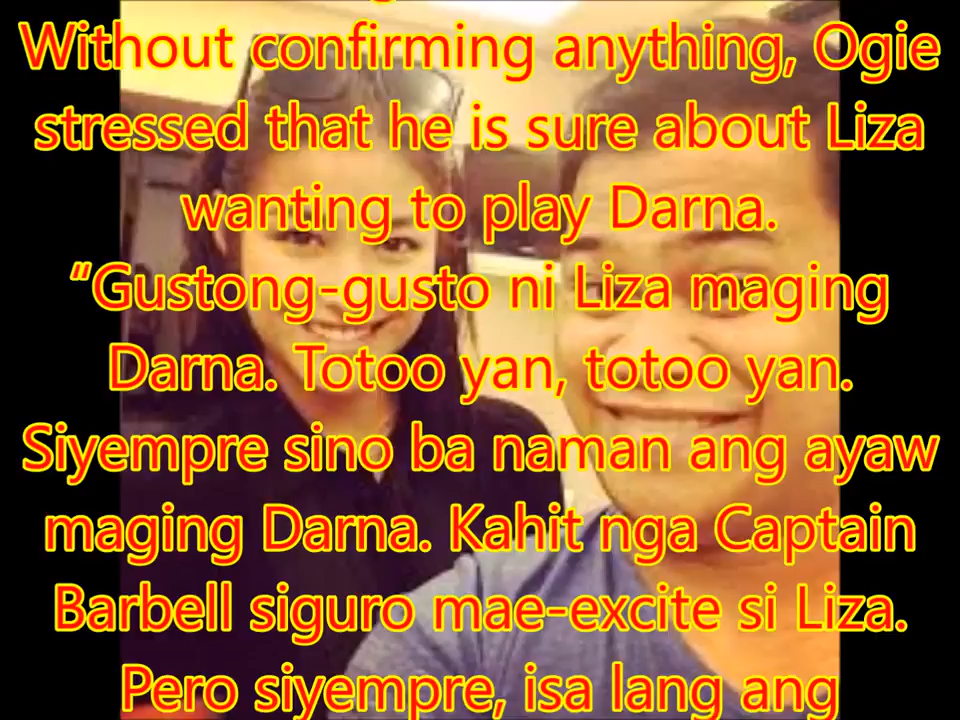 Without confirming anything, Ogie
stressed that he is sure about Liza
wanting to play Darna.
“Gustong-gusto ni Liza maging
Darna. Totoo yan, totoo yan.
Siyempre sino ba naman ang ayaw
maging Darna. Kahit nga Captain
Barbell siguro mae-excite si Liza.
Pero siyempre, isa lang ang